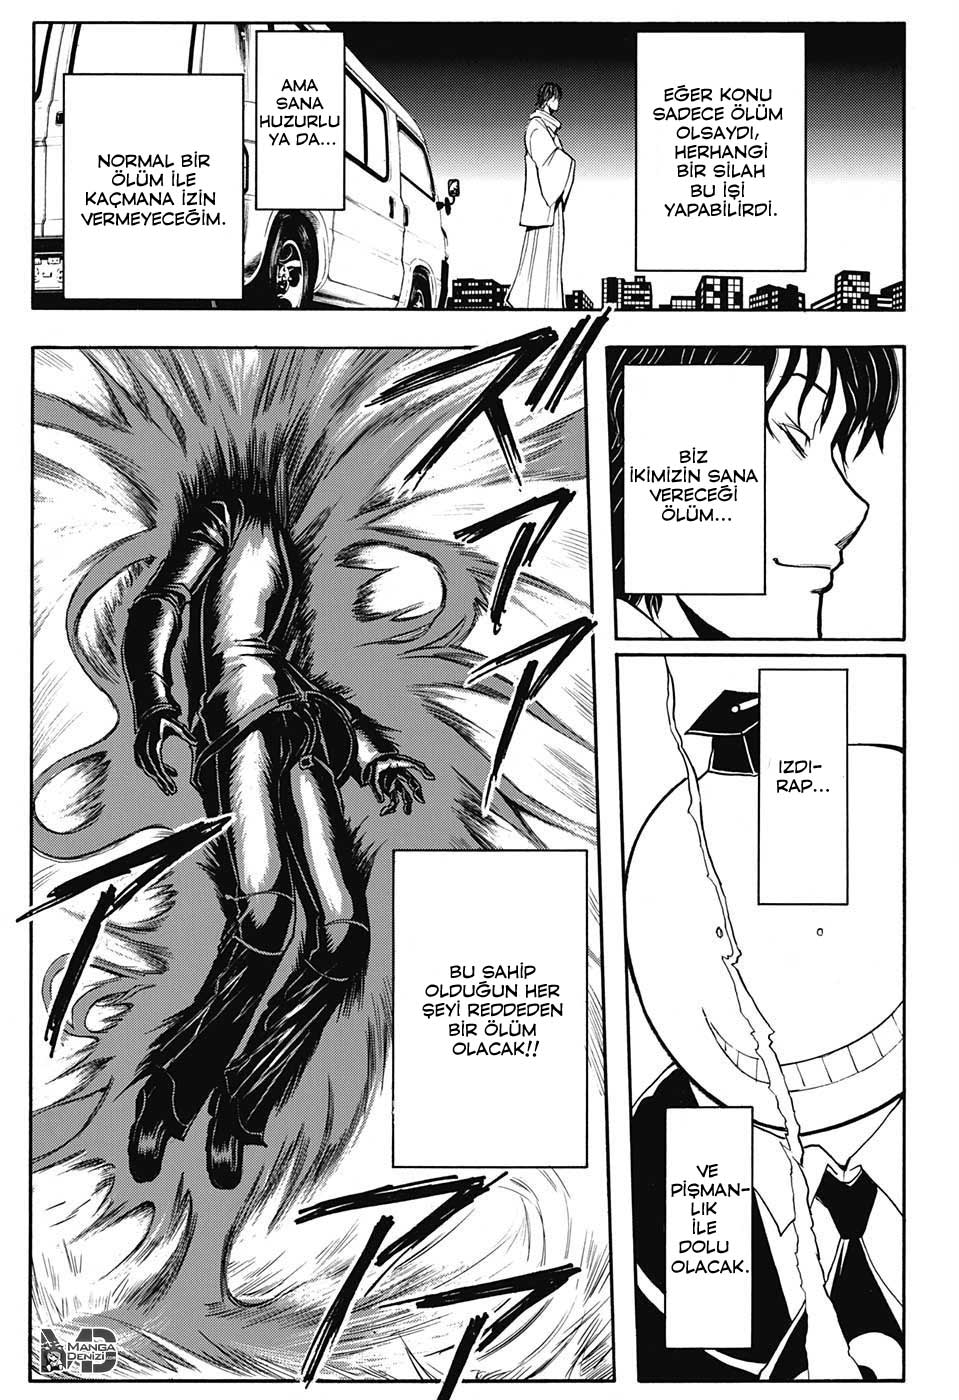 EĞER KONU
SADECE ÖLÜM
OLSAYDI,
HERHANGİ
BİR SİLAH
BU İŞİ
YAPABİLİRDİ.
AMA
SANA
HUZURLU
YA DA...
NORMAL BİR
ÖLÜM İLE
KAÇMANA İZİN
VERMEYECEĞİM.
BİZ
İKİMİZİN SANA
VERECEĞİ
ÖLÜM...
IZDI-
RAP...
VE
PİŞMAN-
LIK
İLE
DOLU
OLACAK.
BU SAHİP
OLDUĞUN HER
ŞEYİ REDDEDEN
BİR ÖLÜM
OLACAK!!
MANGA
DENİZİ